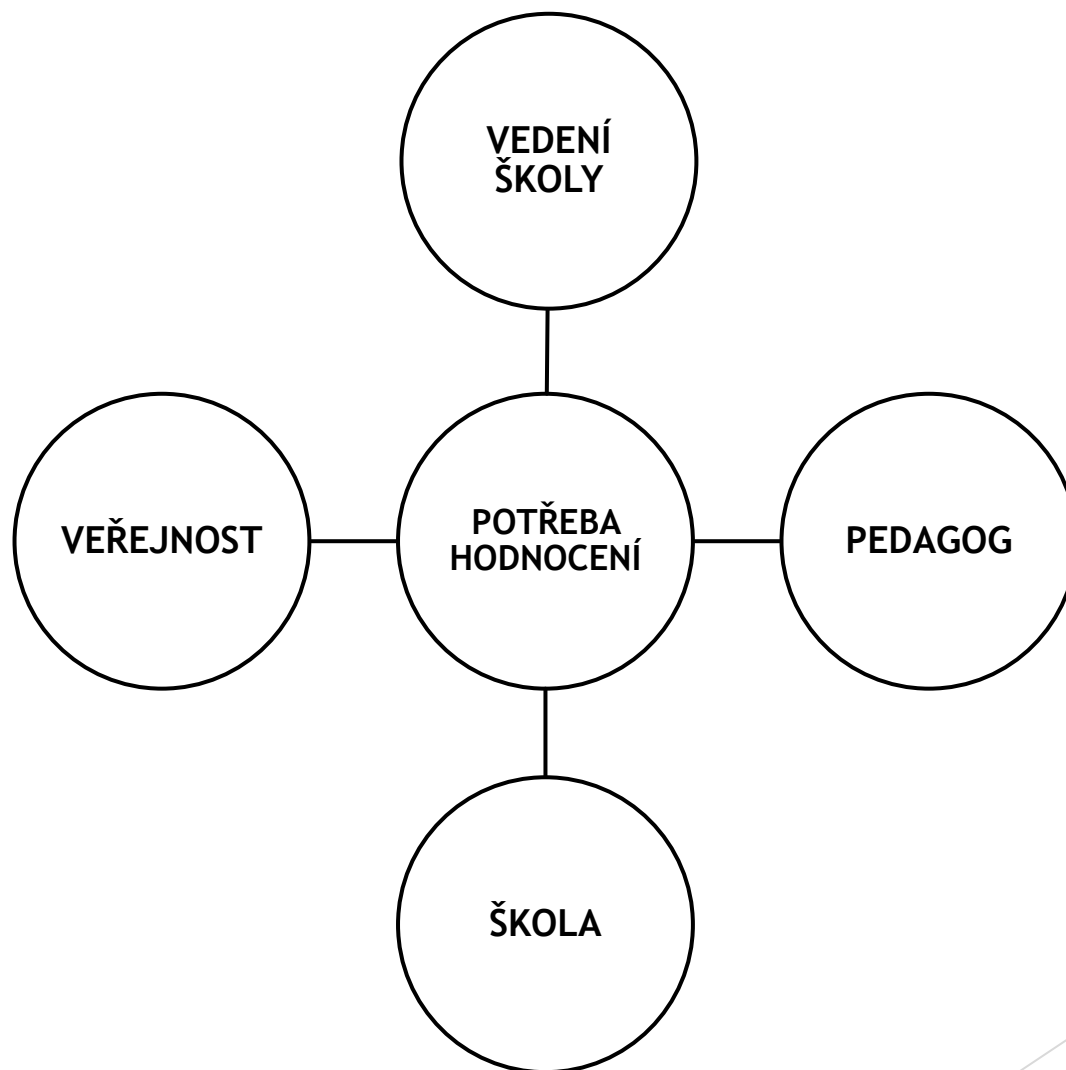 VEDENÍ
ŠKOLY
VEŘEJNOST
POTŘEBA
HODNOCENÍ
PEDAGOG
ŠKOLA